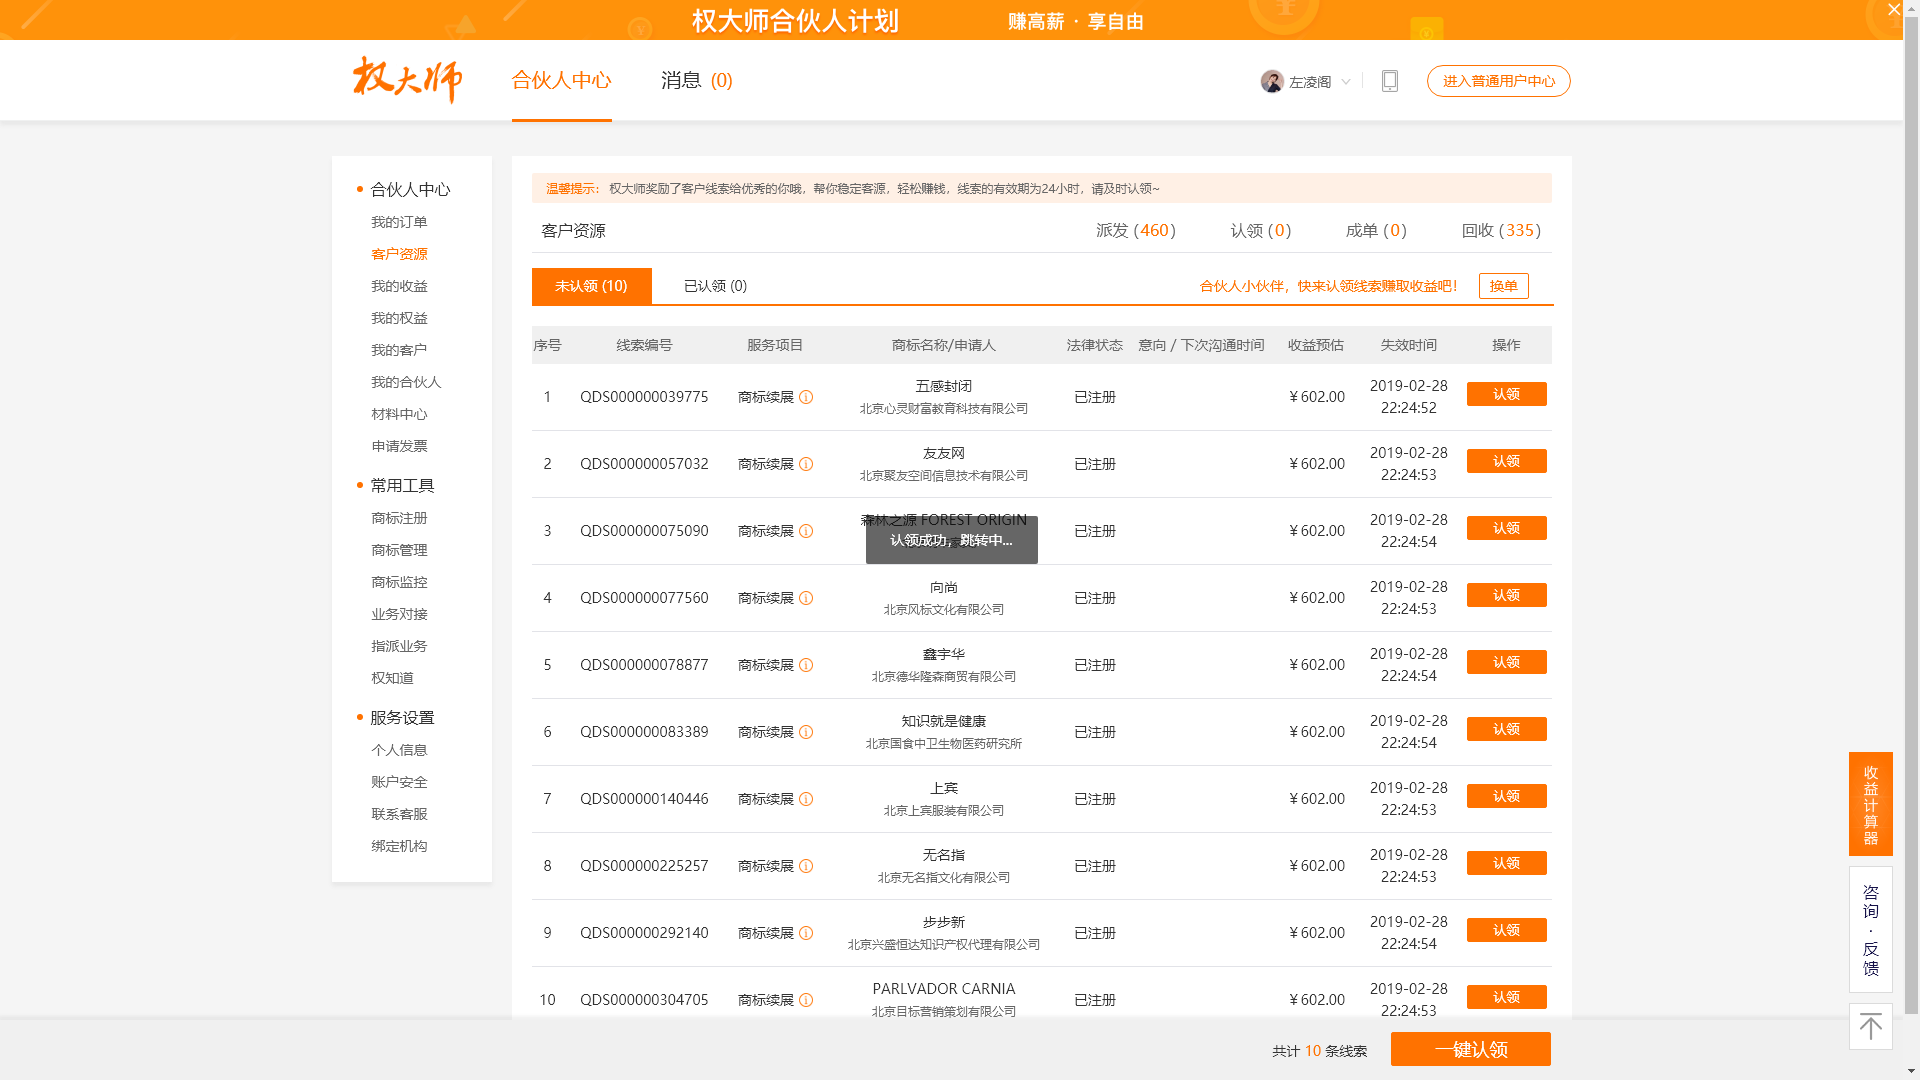 权大师合伙人计划 赚高薪 · 享自由
权大师 合伙人中心 消息 (0) 左凌阁 进入普通用户中心
合伙人中心
我的订单
客户资源
我的收益
我的权益
我的客户
我的合伙人
材料中心
申请发票
常用工具
商标注册
商标管理
商标监控
业务对接
指派业务
权知道
服务设置
个人信息
账户安全
联系客服
绑定机构
温馨提示： 权大师奖励了客户线索给优秀的你哦，帮你稳定客源，轻松赚钱，线索的有效期为24小时，请及时认领~
客户资源 派发 (460) 认领 (0) 成单 (0) 回收 (335)
未认领 (10) 已认领 (0) 合伙人小伙伴，快来认领线索赚取收益吧！ 换单
序号 线索编号 服务项目 商标名称/申请人 法律状态 意向 / 下次沟通时间 收益预估 失效时间 操作
1 QDS000000039775 商标续展 五感封闭 已注册 ￥602.00 2019-02-28 认领
北京心灵财富教育科技有限公司 22:24:52
2 QDS000000057032 商标续展 友友网 已注册 ￥602.00 2019-02-28 认领
北京聚友空间信息技术有限公司 22:24:53
3 QDS000000075090 商标续展 森林之源 FOREST ORIGIN 已注册 ￥602.00 2019-02-28 认领
22:24:54
认领成功，跳转中...
4 QDS000000077560 商标续展 向尚 已注册 ￥602.00 2019-02-28 认领
北京风标文化有限公司 22:24:53
5 QDS000000078877 商标续展 鑫宇华 已注册 ￥602.00 2019-02-28 认领
北京德华隆森商贸有限公司 22:24:54
6 QDS000000083389 商标续展 知识就是健康 已注册 ￥602.00 2019-02-28 认领
北京国食中卫生物医药研究所 22:24:54
7 QDS000000140446 商标续展 上宾 已注册 ￥602.00 2019-02-28 认领
北京上宾服装有限公司 22:24:53
8 QDS000000225257 商标续展 无名指 已注册 ￥602.00 2019-02-28 认领
北京无名指文化有限公司 22:24:53
9 QDS000000292140 商标续展 步步新 已注册 ￥602.00 2019-02-28 认领
北京兴盛恒达知识产权代理有限公司 22:24:54
10 QDS000000304705 商标续展 PARLVADOR CARNIA 已注册 ￥602.00 2019-02-28 认领
北京目标营销策划有限公司 22:24:53
共计 10 条线索 一键认领
收益计算器
咨询·反馈